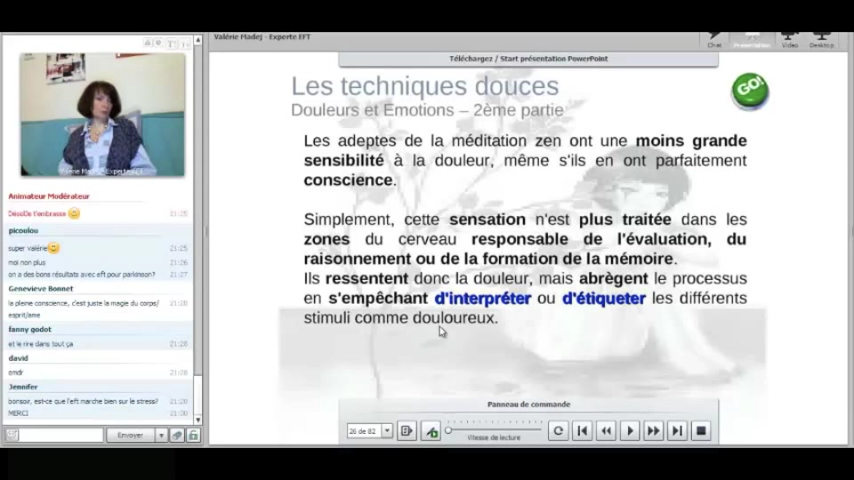 Valérie Madej - Experte EFT
Chat
Présentation
Video
Desktop
Téléchargez / Start présentation PowerPoint
Les techniques douces
Douleurs et Emotions – 2ème partie
GO!
Les adeptes de la méditation zen ont une moins grande
sensibilité à la douleur, même s'ils en ont parfaitement
conscience.
Simplement, cette sensation n'est plus traitée dans les
zones du cerveau responsable de l'évaluation, du
raisonnement ou de la formation de la mémoire.
Ils ressentent donc la douleur, mais abrègent le processus
en s'empêchant d'interpréter ou d'étiqueter les différents
stimuli comme douloureux.
Animateur Modérateur
DésoDe t'embrasse 21:25
picoulou
super valérie 21:25
moi non plus 21:26
on a des bons résultats avec eft pour parkinson? 21:27
Genevieve Bonnet
la pleine conscience, c'est juste la magie du corps/ 21:28
esprit/ame
fanny godot
et le rire dans tout ça 21:28
david
emdr 21:28
Jennifer
bonsoir, est-ce que l'eft marche bien sur le stress?
MERCI 21:30
Envoyer
Panneau de commande
26 de 82
Vitesse de lecture